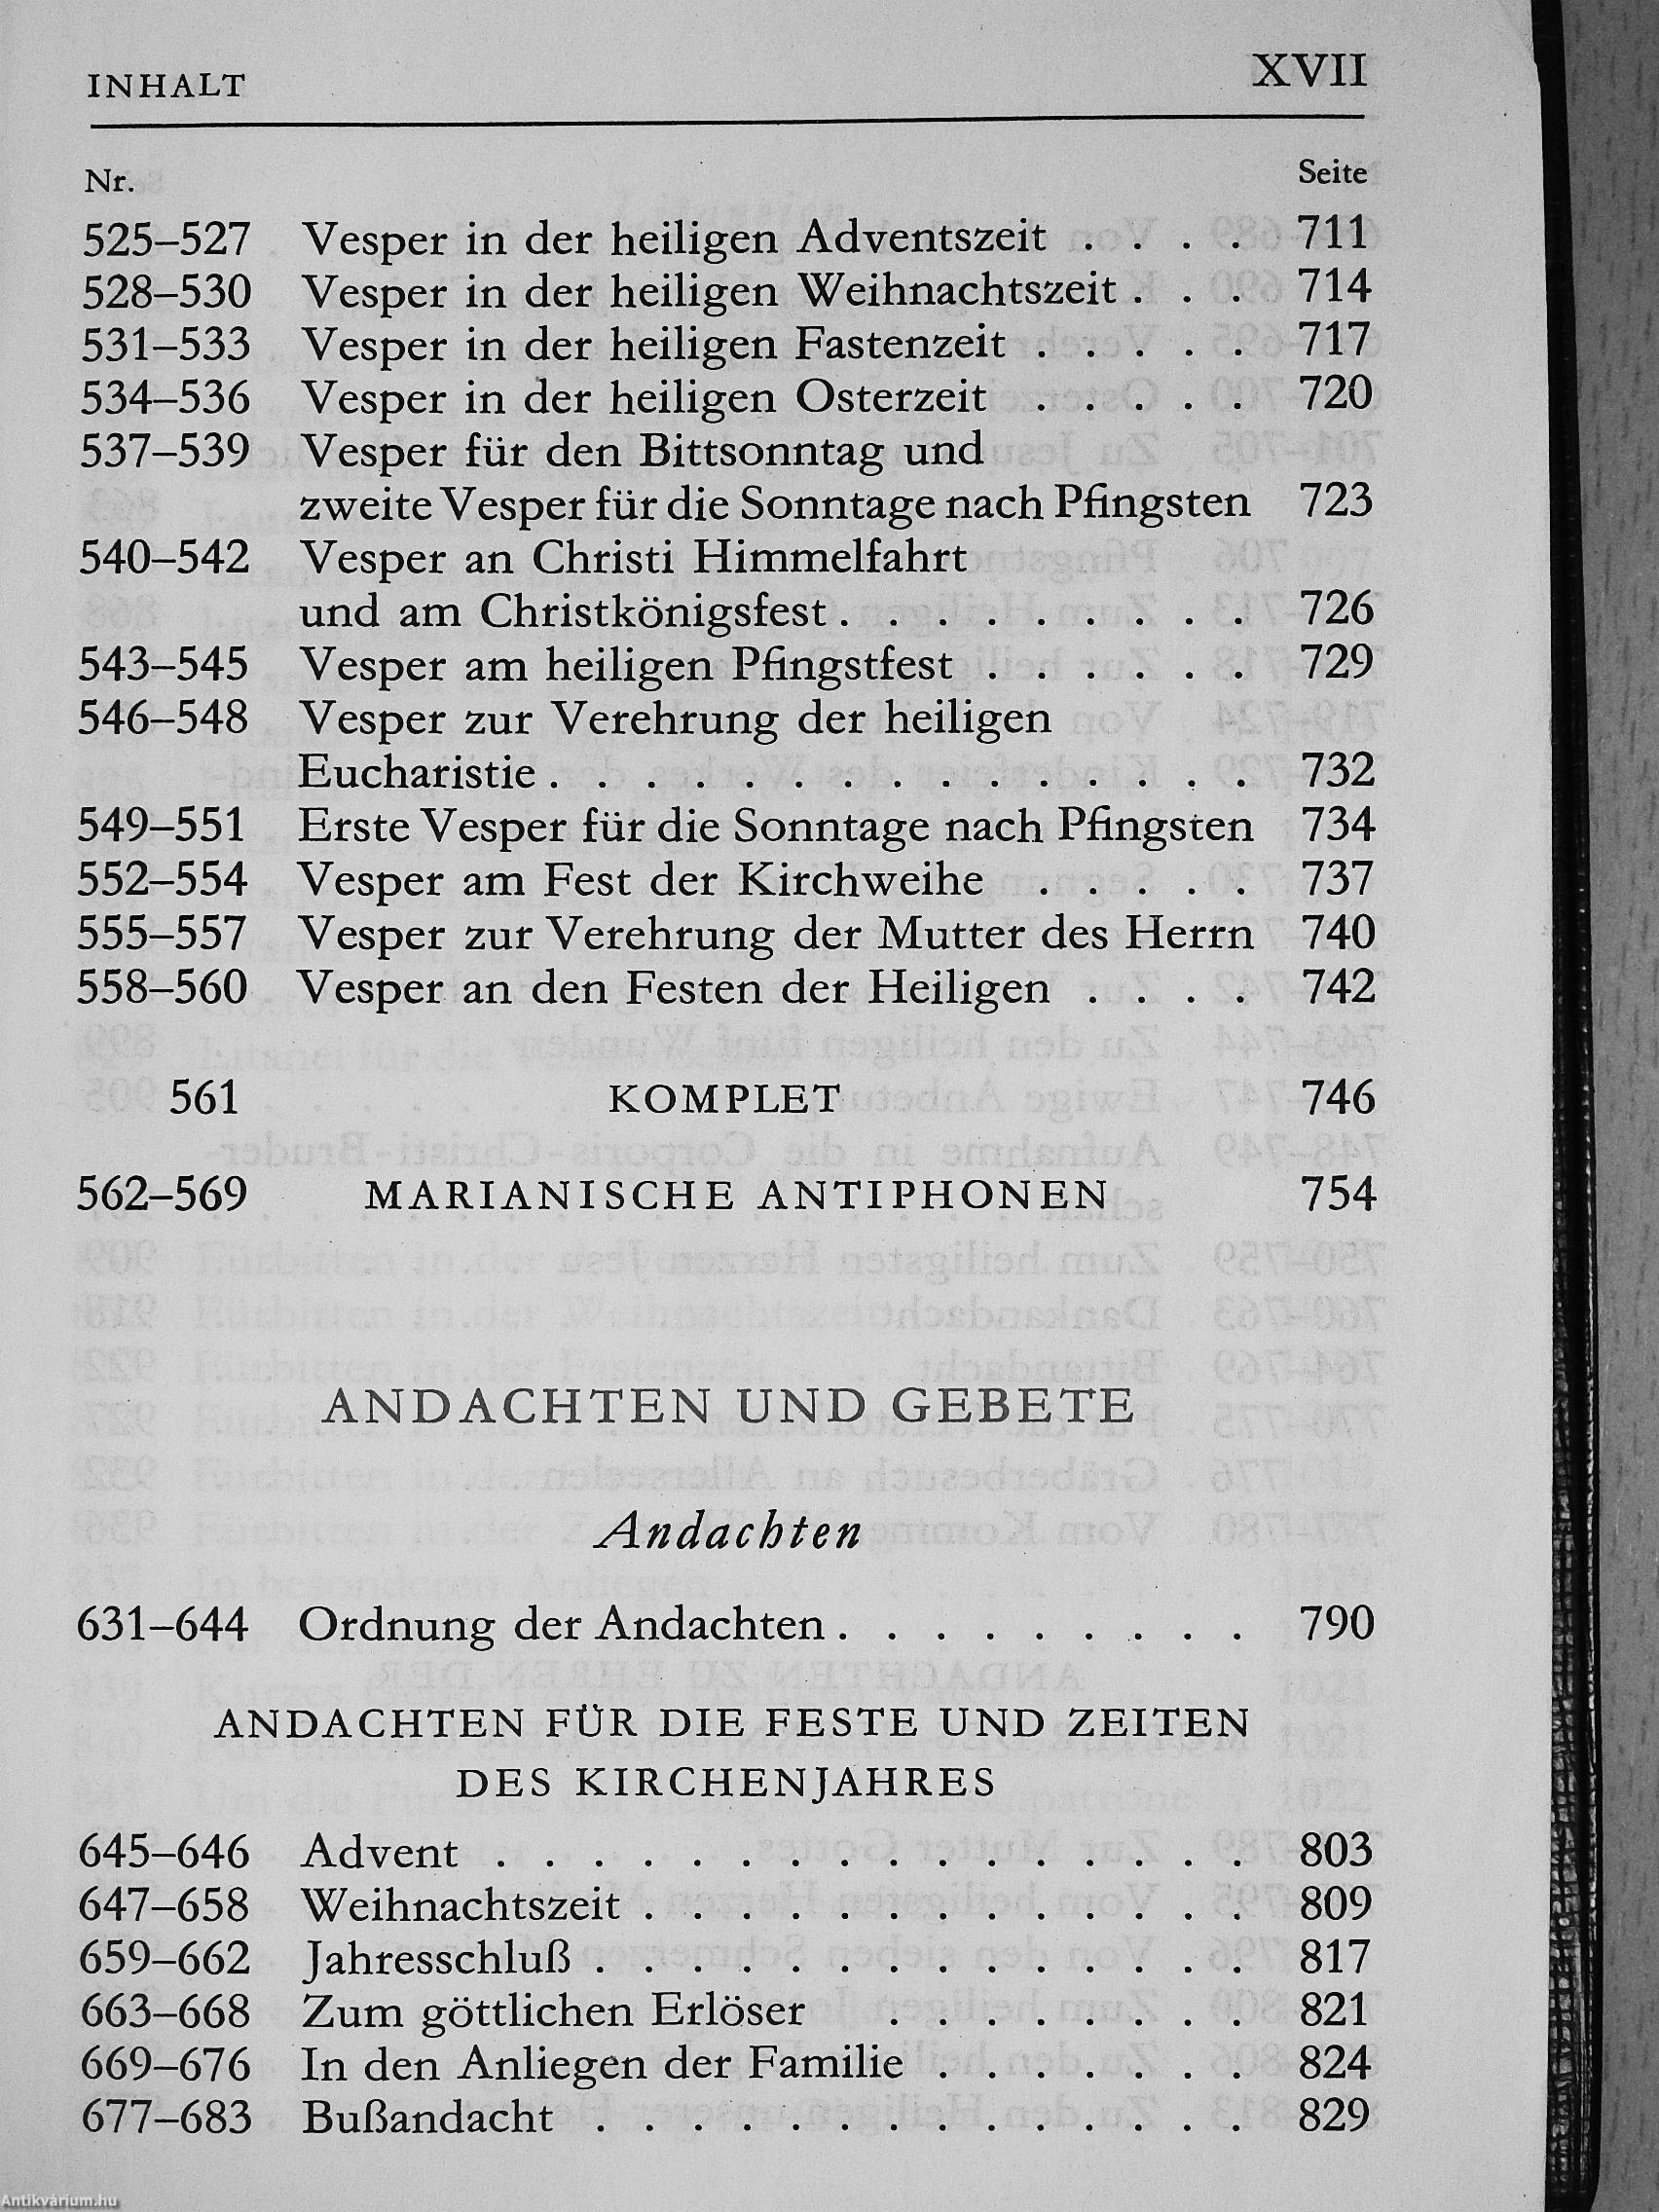 INHALT XVII
Nr. Seite
525–527 Vesper in der heiligen Adventszeit . . . . 711
528–530 Vesper in der heiligen Weihnachtszeit . . . 714
531–533 Vesper in der heiligen Fastenzeit . . . . . 717
534–536 Vesper in der heiligen Osterzeit . . . . . 720
537–539 Vesper für den Bittsonntag und
zweite Vesper für die Sonntage nach Pfingsten 723
540–542 Vesper an Christi Himmelfahrt
und am Christkönigsfest . . . . . . . . . 726
543–545 Vesper am heiligen Pfingstfest . . . . . . 729
546–548 Vesper zur Verehrung der heiligen
Eucharistie . . . . . . . . . . . . . . . 732
549–551 Erste Vesper für die Sonntage nach Pfingsten 734
552–554 Vesper am Fest der Kirchweihe . . . . . 737
555–557 Vesper zur Verehrung der Mutter des Herrn 740
558–560 Vesper an den Festen der Heiligen . . . . 742
561 KOMPLET 746
562–569 MARIANISCHE ANTIPHONEN 754
ANDACHTEN UND GEBETE
Andachten
631–644 Ordnung der Andachten . . . . . . . . . 790
ANDACHTEN FÜR DIE FESTE UND ZEITEN
DES KIRCHENJAHRES
645–646 Advent . . . . . . . . . . . . . . . . 803
647–658 Weihnachtszeit . . . . . . . . . . . . . 809
659–662 Jahresschluß . . . . . . . . . . . . . . 817
663–668 Zum göttlichen Erlöser . . . . . . . . 821
669–676 In den Anliegen der Familie . . . . . . . 824
677–683 Bußandacht . . . . . . . . . . . . . . 829
Antikvárium.hu